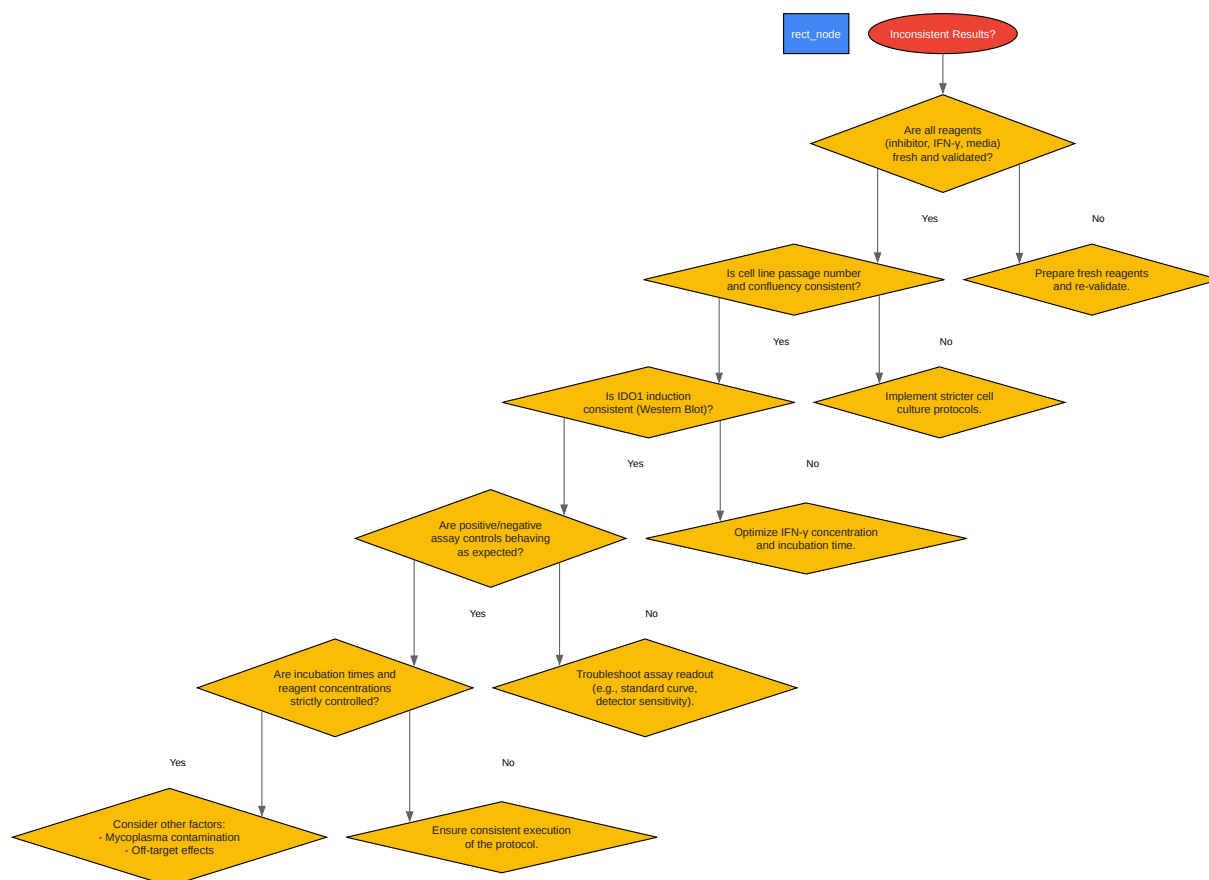 rect_node
Inconsistent Results?
Are all reagents
(inhibitor, IFN-γ, media)
fresh and validated?
Yes
No
Is cell line passage number
and confluency consistent?
Prepare fresh reagents
and re-validate.
Yes
No
Is IDO1 induction
consistent (Western Blot)?
Implement stricter cell
culture protocols.
Yes
No
Are positive/negative
assay controls behaving
as expected?
Optimize IFN-γ concentration
and incubation time.
Yes
No
Are incubation times and
reagent concentrations
strictly controlled?
Troubleshoot assay readout
(e.g., standard curve,
detector sensitivity).
Yes
No
Consider other factors:
- Mycoplasma contamination
- Off-target effects
Ensure consistent execution
of the protocol.